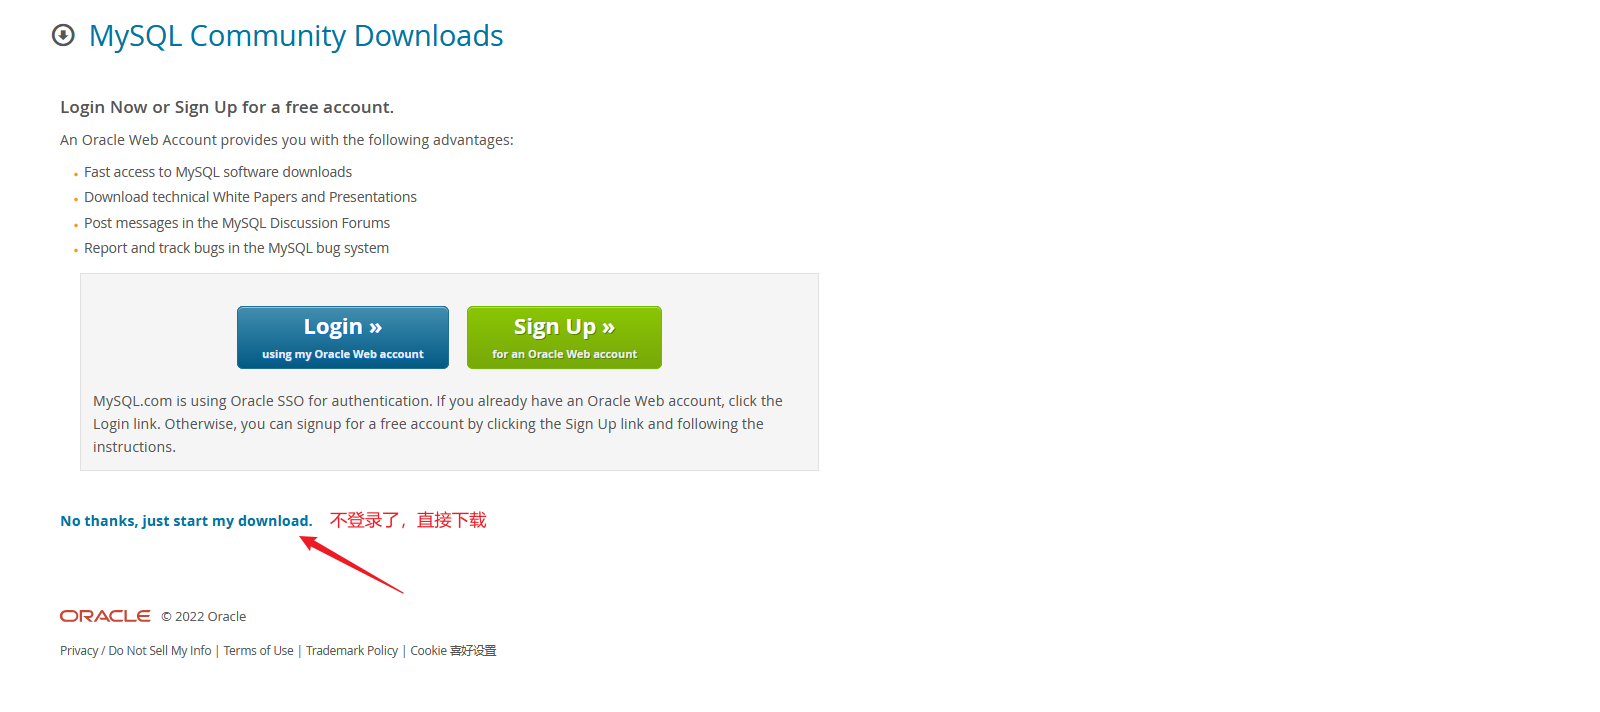 MySQL Community Downloads
Login Now or Sign Up for a free account.
An Oracle Web Account provides you with the following advantages:
Fast access to MySQL software downloads
Download technical White Papers and Presentations
Post messages in the MySQL Discussion Forums
Report and track bugs in the MySQL bug system
Login »
using my Oracle Web account
Sign Up »
for an Oracle Web account
MySQL.com is using Oracle SSO for authentication. If you already have an Oracle Web account, click the
Login link. Otherwise, you can signup for a free account by clicking the Sign Up link and following the
instructions.
No thanks, just start my download. 不登录了，直接下载
ORACLE © 2022 Oracle
Privacy / Do Not Sell My Info | Terms of Use | Trademark Policy | Cookie 喜好设置